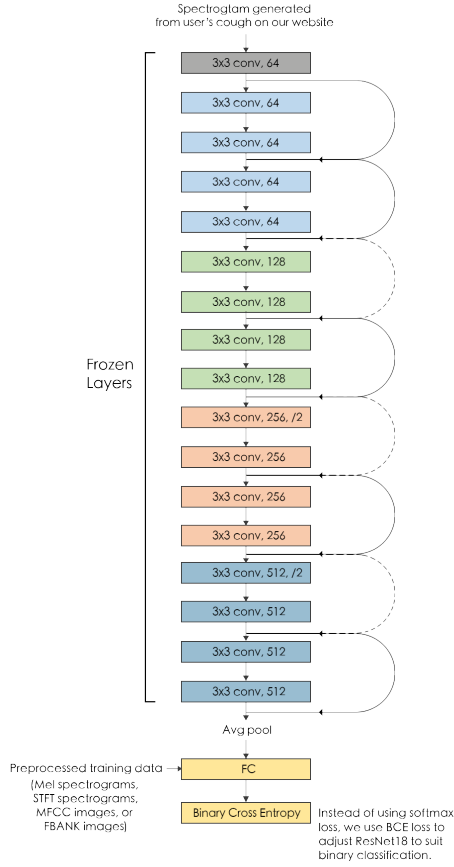 Spectrogtam generated
from user's cough on our website
3x3 conv, 64
3x3 conv, 64
3x3 conv, 64
3x3 conv, 64
3x3 conv, 64
3x3 conv, 128
3x3 conv, 128
3x3 conv, 128
3x3 conv, 128
Frozen
Layers
3x3 conv, 256, /2
3x3 conv, 256
3x3 conv, 256
3x3 conv, 256
3x3 conv, 512, /2
3x3 conv, 512
3x3 conv, 512
3x3 conv, 512
Avg pool
Preprocessed training data
(Mel spectrograms,
STFT spectrograms,
MFCC images, or
FBANK images)
FC
Binary Cross Entropy
Instead of using softmax
loss, we use BCE loss to
adjust ResNet18 to suit
binary classification.